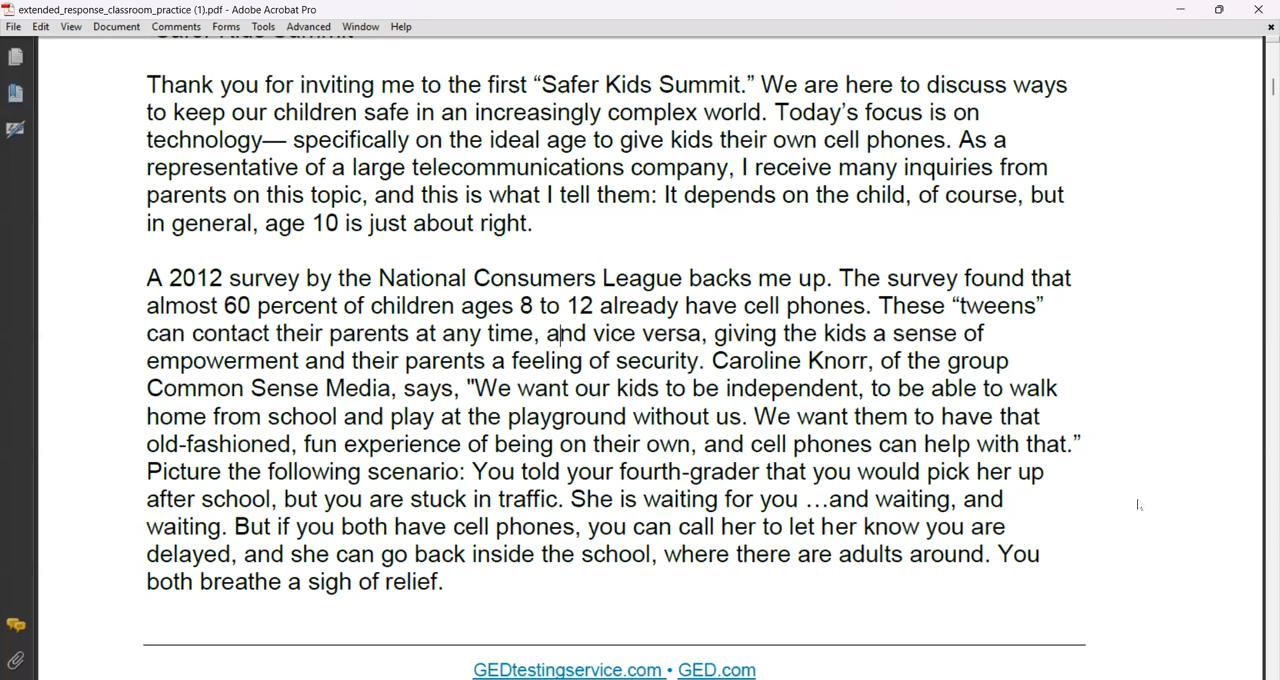 extended_response_classroom_practice (1).pdf - Adobe Acrobat Pro
File Edit View Document Comments Forms Tools Advanced Window Help
Thank you for inviting me to the first “Safer Kids Summit.” We are here to discuss ways
to keep our children safe in an increasingly complex world. Today’s focus is on
technology— specifically on the ideal age to give kids their own cell phones. As a
representative of a large telecommunications company, I receive many inquiries from
parents on this topic, and this is what I tell them: It depends on the child, of course, but
in general, age 10 is just about right.
A 2012 survey by the National Consumers League backs me up. The survey found that
almost 60 percent of children ages 8 to 12 already have cell phones. These “tweens”
can contact their parents at any time, and vice versa, giving the kids a sense of
empowerment and their parents a feeling of security. Caroline Knorr, of the group
Common Sense Media, says, "We want our kids to be independent, to be able to walk
home from school and play at the playground without us. We want them to have that
old-fashioned, fun experience of being on their own, and cell phones can help with that.”
Picture the following scenario: You told your fourth-grader that you would pick her up
after school, but you are stuck in traffic. She is waiting for you …and waiting, and
waiting. But if you both have cell phones, you can call her to let her know you are
delayed, and she can go back inside the school, where there are adults around. You
both breathe a sigh of relief.
GEDtestingservice.com • GED.com